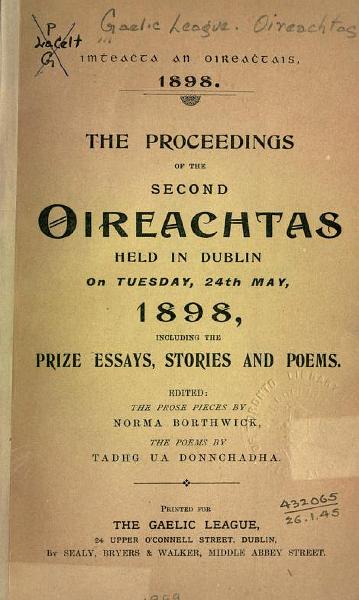 Gaelic League. Oireachtas
P
LaCelt
G
imteaċta an oireaċtais,
1898.
THE PROCEEDINGS
OF THE
SECOND
OIREACHTAS
HELD IN DUBLIN
On TUESDAY, 24th MAY,
1898,
INCLUDING THE
PRIZE ESSAYS, STORIES AND POEMS.
EDITED:
THE PROSE PIECES BY
NORMA BORTHWICK,
THE POEMS BY
TADHG UA DONNCHADHA.
PRINTED FOR
THE GAELIC LEAGUE,
24 UPPER O'CONNELL STREET, DUBLIN,
BY SEALY, BRYERS & WALKER, MIDDLE ABBEY STREET.
432065
26.1.45